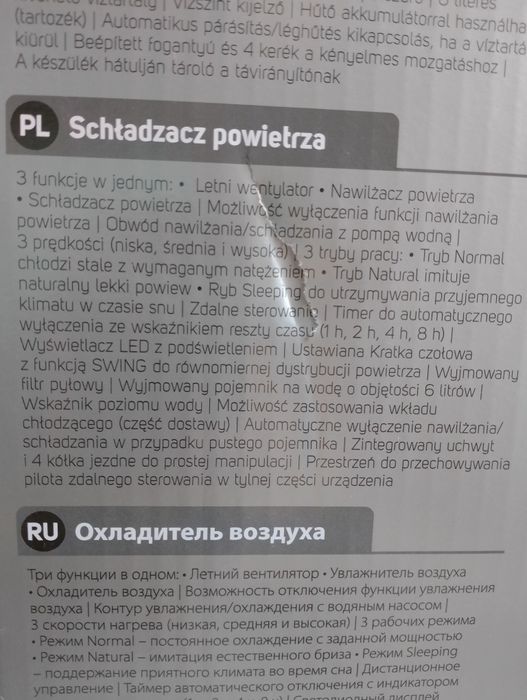 víztartály | Vízszint kijelző | Hűtő akkumulátorral használha
(tartozék) | Automatikus párásítás/léghűtés kikapcsolás, ha a víztartá
kiürül | Beépített fogantyú és 4 kerék a kényelmes mozgatáshoz |
A készülék hátulján tároló a távirányítónak
PL Schładzacz powietrza
3 funkcje w jednym: • Letni wentylator • Nawilżacz powietrza
• Schładzacz powietrza | Możliwość wyłączenia funkcji nawilżania
powietrza | Obwód nawilżania/schładzania z pompą wodną |
3 prędkości (niska, średnia i wysoka) | 3 tryby pracy: • Tryb Normal
chłodzi stale z wymaganym natężeniem • Tryb Natural imituje
naturalny lekki powiew • Ryb Sleeping do utrzymywania przyjemnego
klimatu w czasie snu | Zdalne sterowanie | Timer do automatycznego
wyłączenia ze wskaźnikiem reszty czasu (1 h, 2 h, 4 h, 8 h) |
Wyświetlacz LED z podświetleniem | Ustawiana Kratka czołowa
z funkcją SWING do równomiernej dystrybucji powietrza | Wyjmowany
filtr pyłowy | Wyjmowany pojemnik na wodę o objętości 6 litrów |
Wskaźnik poziomu wody | Możliwość zastosowania wkładu
chłodzącego (część dostawy) | Automatyczne wyłączenie nawilżania/
schładzania w przypadku pustego pojemnika | Zintegrowany uchwyt
i 4 kółka jezdne do prostej manipulacji | Przestrzeń do przechowywania
pilota zdalnego sterowania w tylnej części urządzenia
RU Охладитель воздуха
Три функции в одном: • Летний вентилятор • Увлажнитель воздуха
• Охладитель воздуха | Возможность отключения функции увлажнения
воздуха | Контур увлажнения/охлаждения с водяным насосом |
3 скорости нагрева (низкая, средняя и высокая) | 3 рабочих режима
• Режим Normal – постоянное охлаждение с заданной мощностью
• Режим Natural – имитация естественного бриза • Режим Sleeping
– поддержание приятного климата во время сна | Дистанционное
управление | Таймер автоматического отключения с индикатором